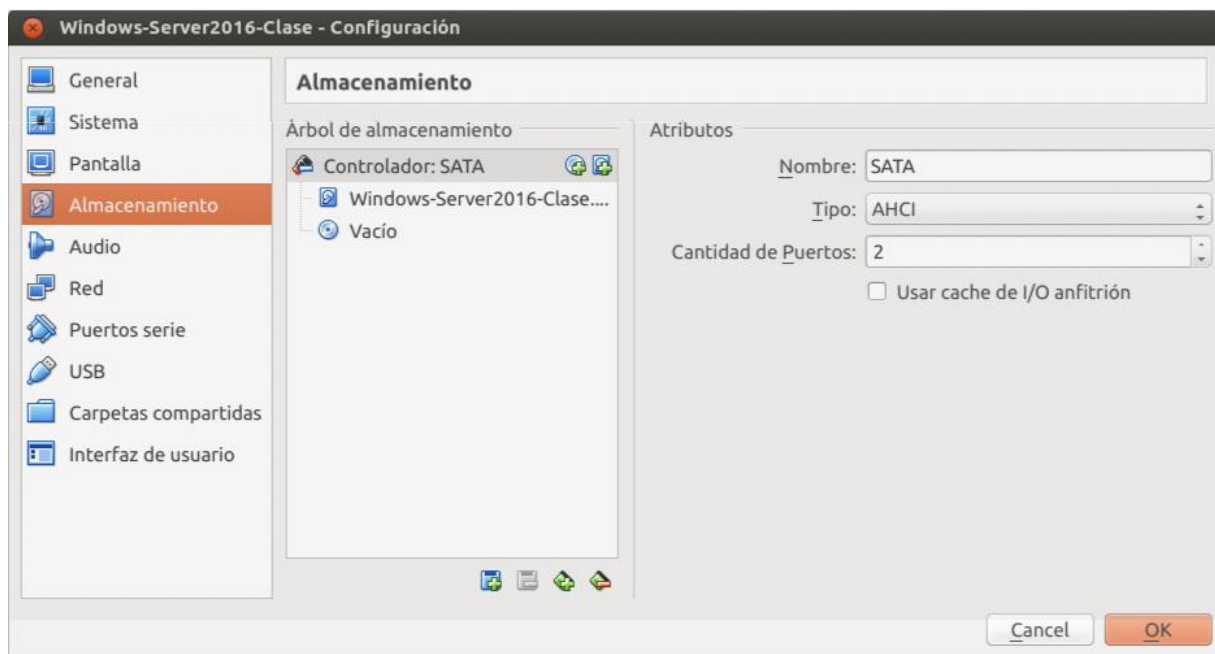 Windows-Server2016-Clase - Configuración
General
Sistema
Pantalla
Almacenamiento
Audio
Red
Puertos serie
USB
Carpetas compartidas
Interfaz de usuario
Almacenamiento
Árbol de almacenamiento
Controlador: SATA
Windows-Server2016-Clase....
Vacío
Atributos
Nombre: SATA
Tipo: AHCI
Cantidad de Puertos: 2
Usar cache de I/O anfitrión
Cancel
OK